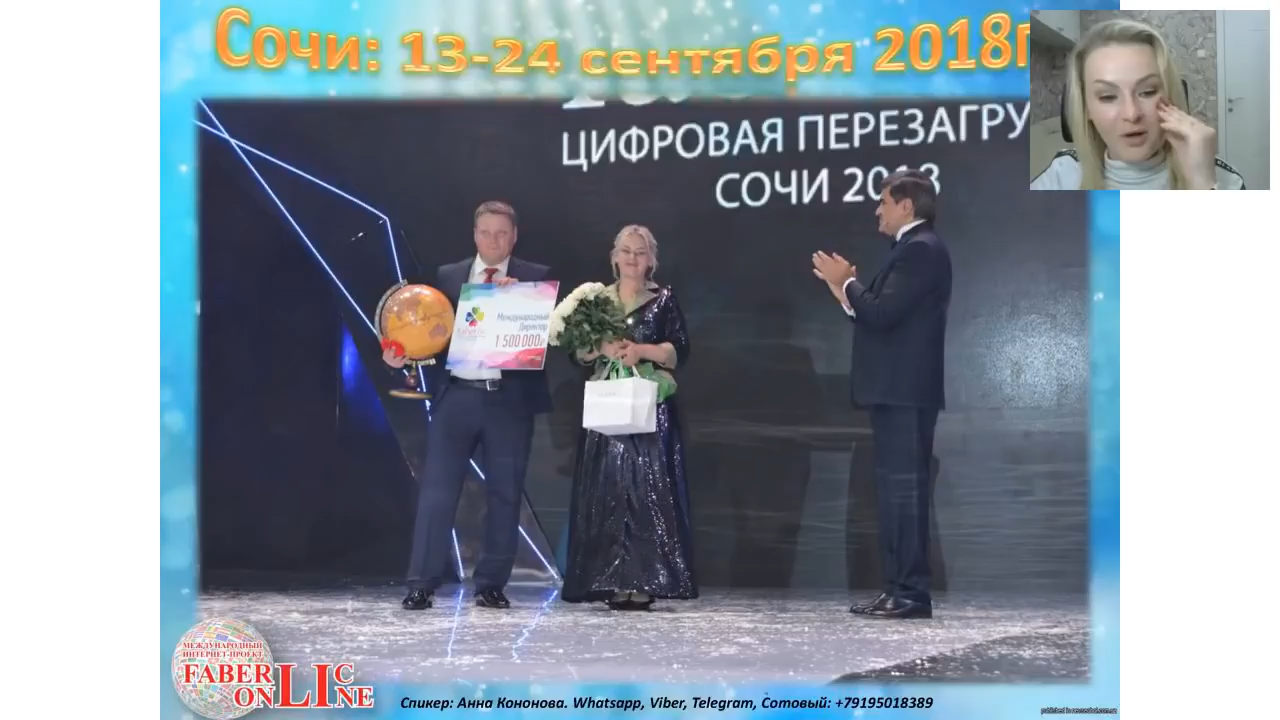 Сочи: 13-24 сентября 2018г
ЦИФРОВАЯ ПЕРЕЗАГРУ
СОЧИ 2018
Международный
Директор
1 500 000₽
МЕЖДУНАРОДНЫЙ
ИНТЕРНЕТ-ПРОЕКТ
FABERLIC
ONLINE
Спикер: Анна Кононова. Whatsapp, Viber, Telegram, Сотовый: +79195018389